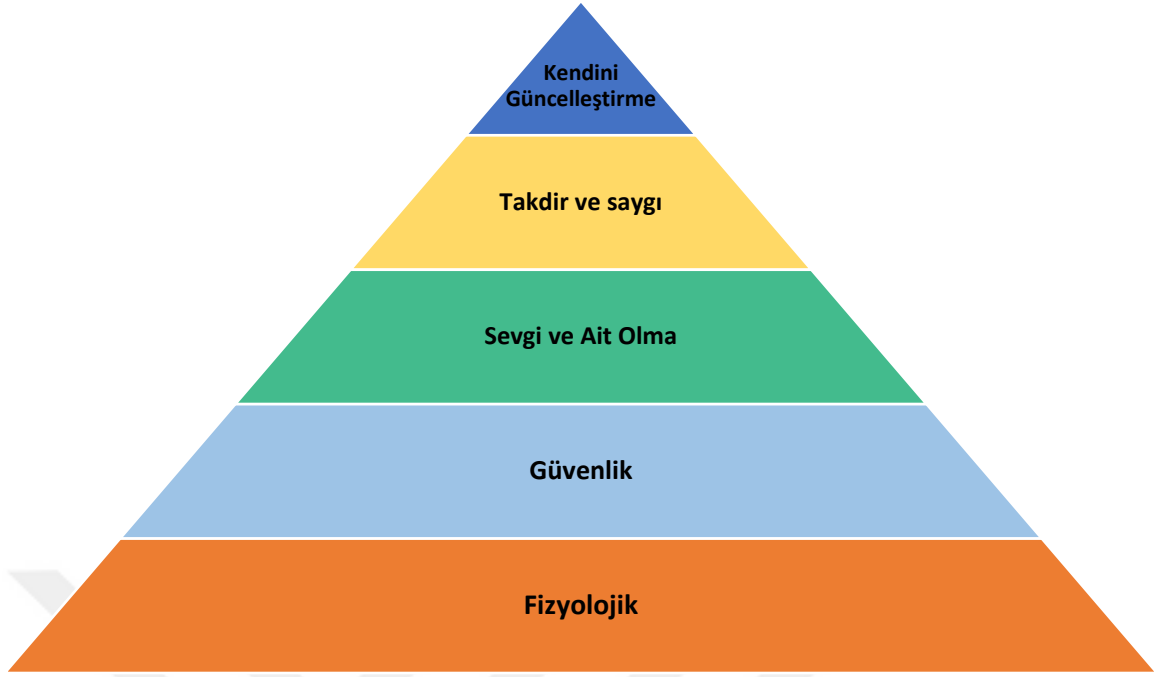 Kendini
Güncelleştirme
Takdir ve saygı
Sevgi ve Ait Olma
Güvenlik
Fizyolojik